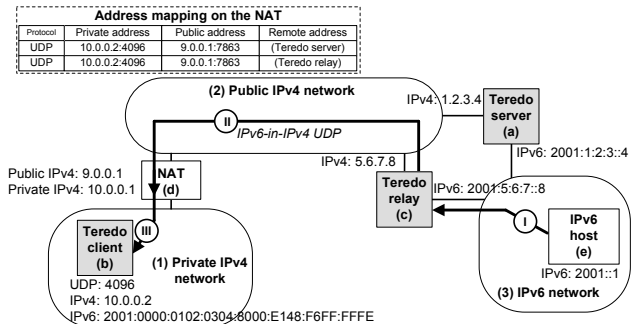 Address mapping on the NAT
Protocol Private address Public address Remote address
UDP 10.0.0.2:4096 9.0.0.1:7863 (Teredo server)
UDP 10.0.0.2:4096 9.0.0.1:7863 (Teredo relay)
(2) Public IPv4 network
IPv4: 1.2.3.4
Teredo
server
(a)
II
IPv6-in-IPv4 UDP
IPv6: 2001:1:2:3::4
IPv4: 5.6.7.8
Public IPv4: 9.0.0.1
Private IPv4: 10.0.0.1
NAT
(d)
Teredo
relay
(c)
IPv6: 2001:5:6:7::8
I
IPv6
host
(e)
IPv6: 2001::1
(3) IPv6 network
III
Teredo
client
(b)
(1) Private IPv4
network
UDP: 4096
IPv4: 10.0.0.2
IPv6: 2001:0000:0102:0304:8000:E148:F6FF:FFFE